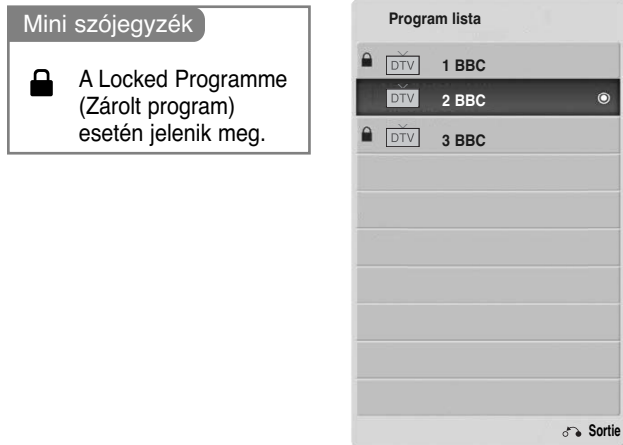 Mini szójegyzék
A Locked Programme
(Zárolt program)
esetén jelenik meg.
Program lista
DTV 1 BBC
DTV 2 BBC
DTV 3 BBC
Sortie